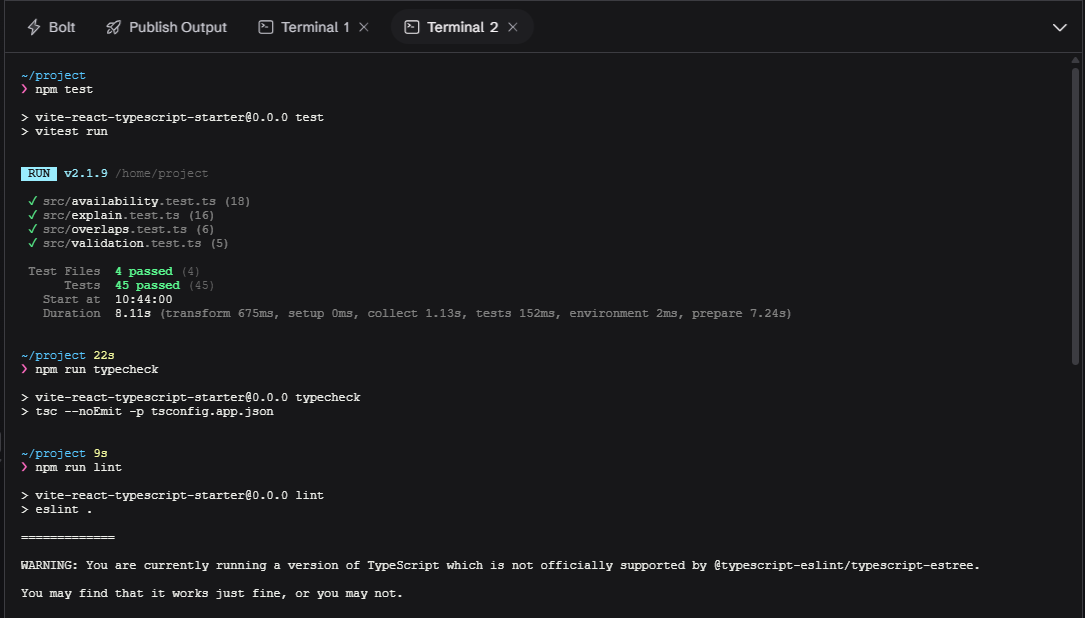 Bolt Publish Output Terminal 1 × Terminal 2 ×
~/project
❯ npm test
> vite-react-typescript-starter@0.0.0 test
> vitest run
RUN v2.1.9 /home/project
✓ src/availability.test.ts (18)
✓ src/explain.test.ts (16)
✓ src/overlaps.test.ts (6)
✓ src/validation.test.ts (5)
Test Files 4 passed (4)
Tests 45 passed (45)
Start at 10:44:00
Duration 8.11s (transform 675ms, setup 0ms, collect 1.13s, tests 152ms, environment 2ms, prepare 7.24s)
~/project 22s
❯ npm run typecheck
> vite-react-typescript-starter@0.0.0 typecheck
> tsc --noEmit -p tsconfig.app.json
~/project 9s
❯ npm run lint
> vite-react-typescript-starter@0.0.0 lint
> eslint .
=============
WARNING: You are currently running a version of TypeScript which is not officially supported by @typescript-eslint/typescript-estree.
You may find that it works just fine, or you may not.